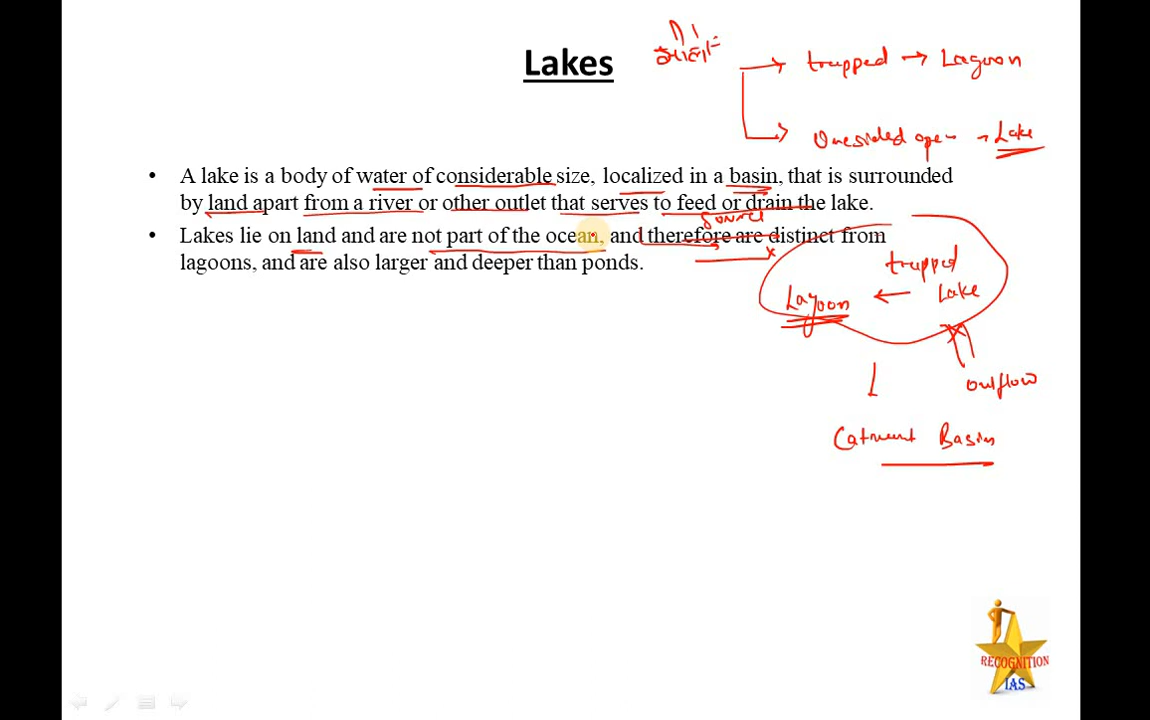 Lakes
trapped → Lagoon
Onesided open → Lake
• A lake is a body of water of considerable size, localized in a basin, that is surrounded
by land apart from a river or other outlet that serves to feed or drain the lake.
Source
• Lakes lie on land and are not part of the ocean, and therefore are distinct from
lagoons, and are also larger and deeper than ponds.
trapped
Lagoon ← Lake
outflow
Basin
RECOGNITION
IAS